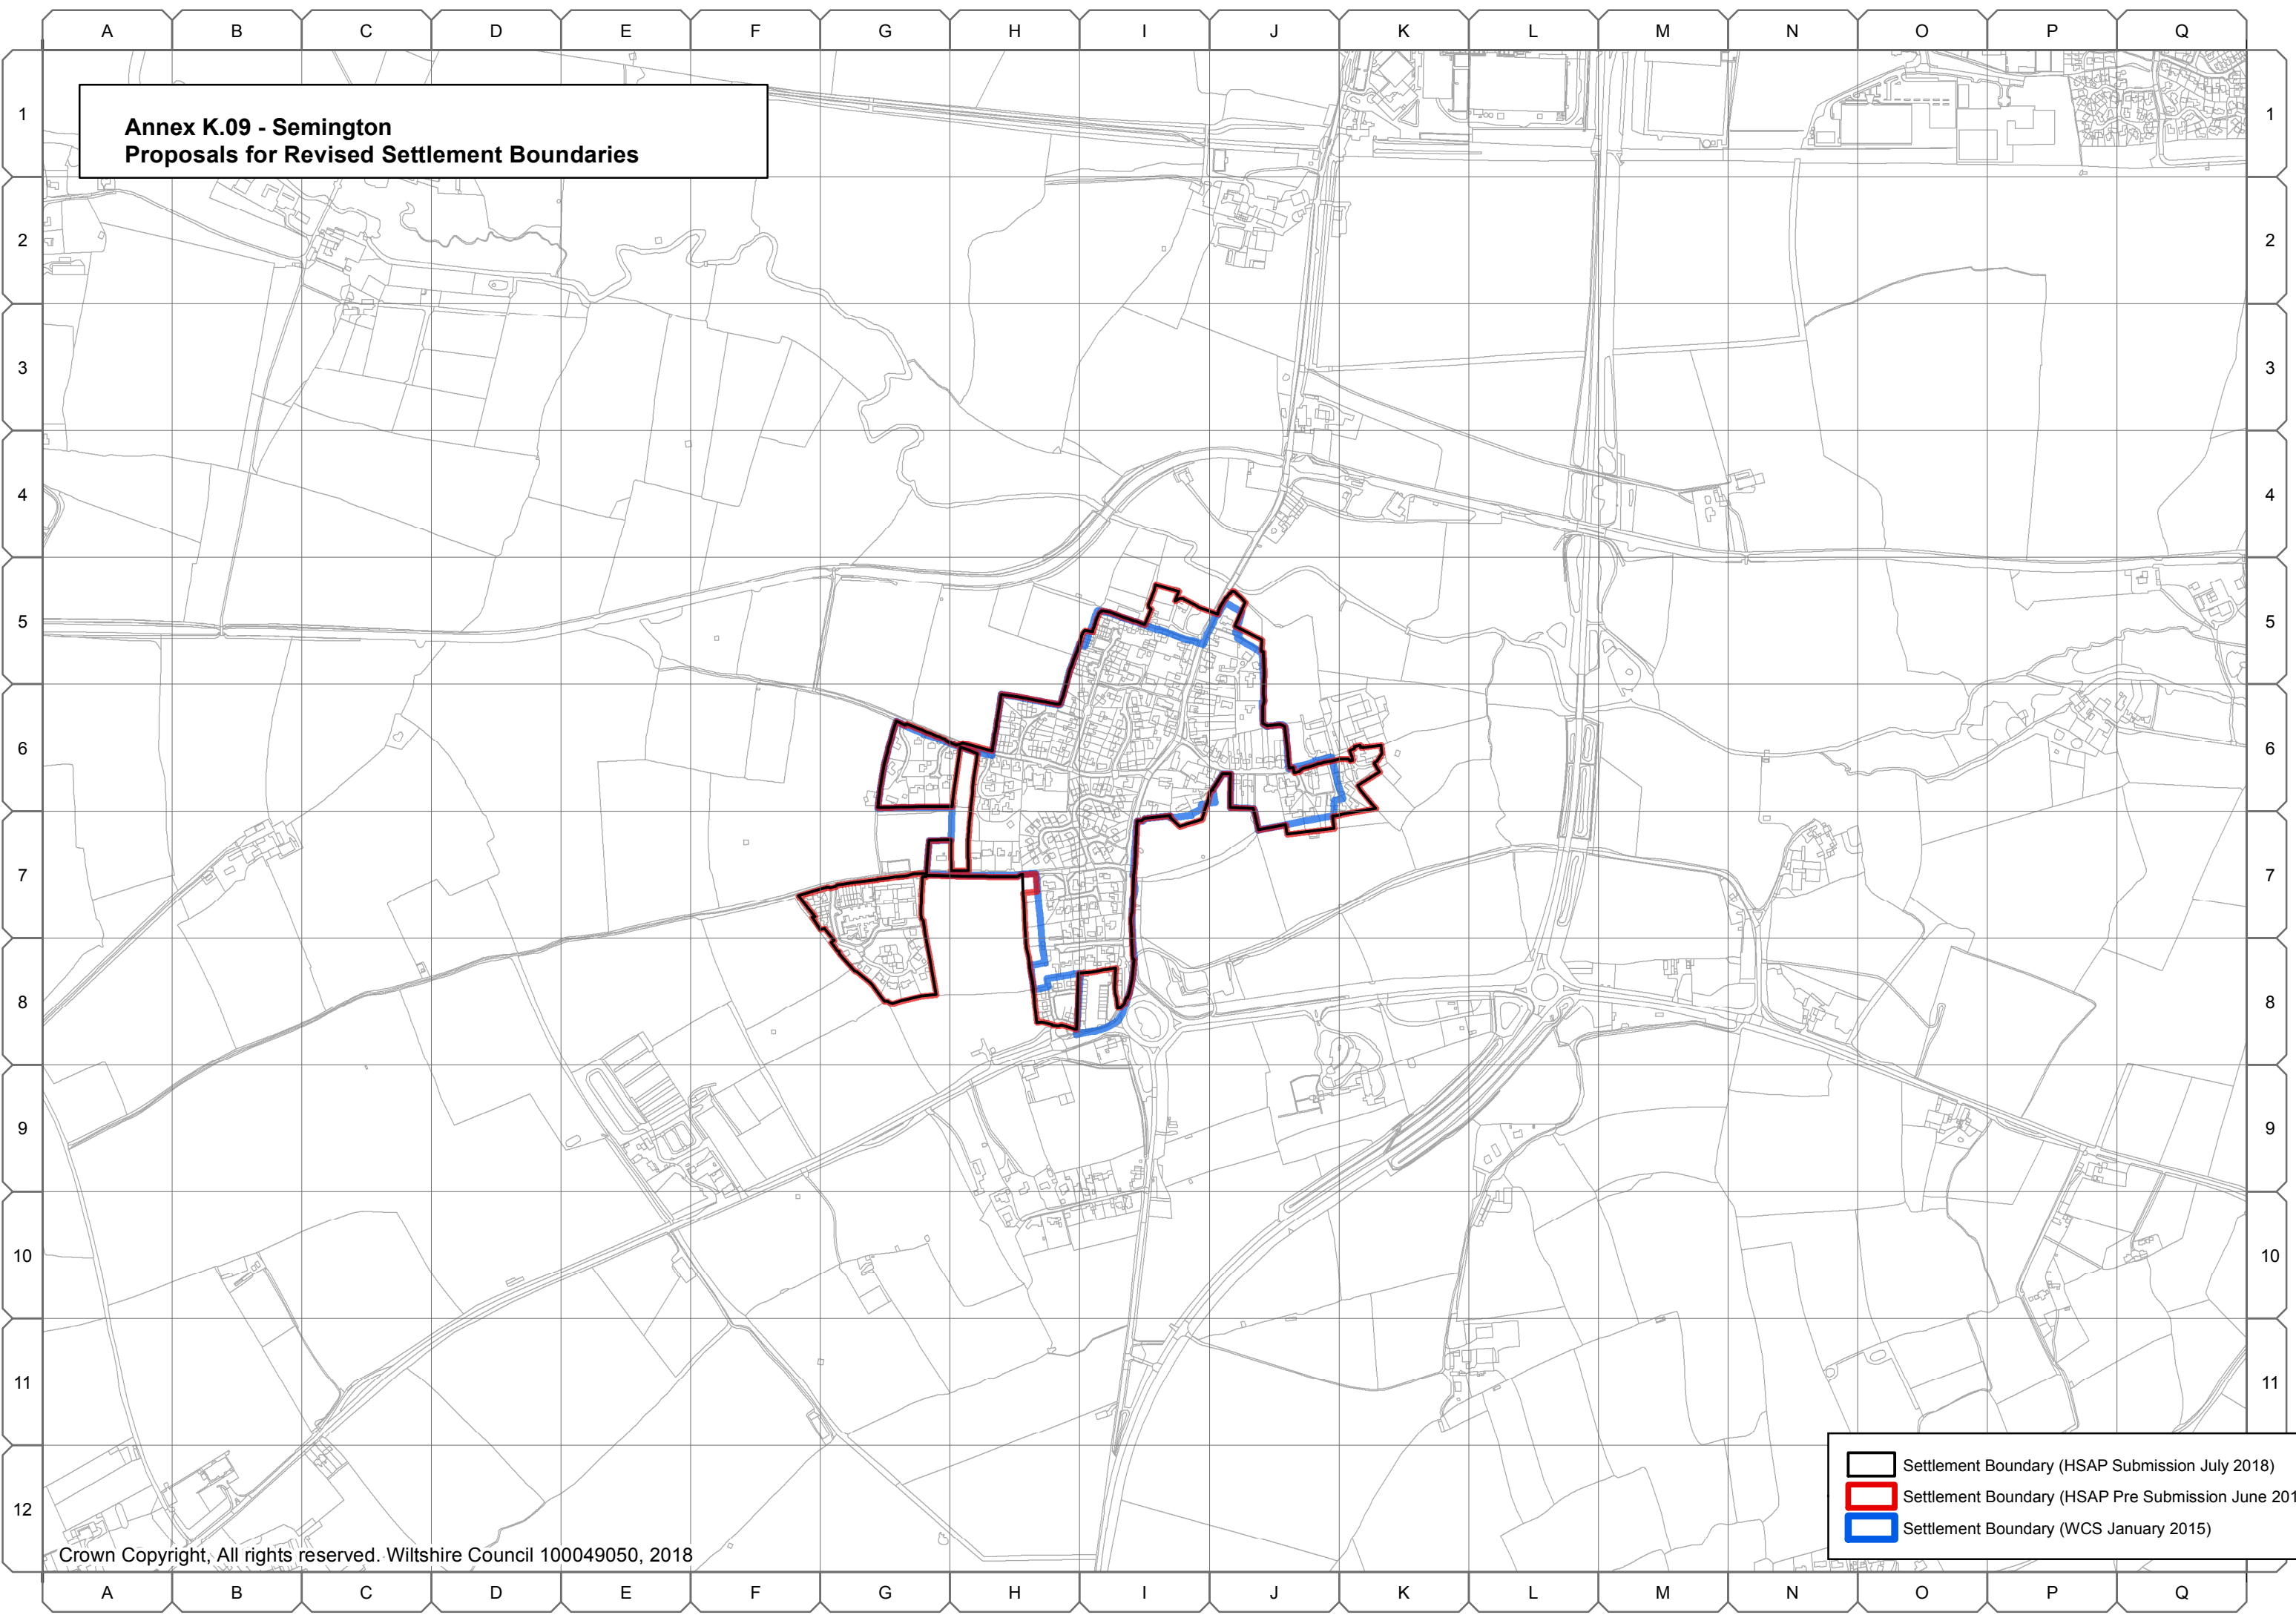 A B C D E F G H I J K L M N O P Q
Annex K.09 - Semington
Proposals for Revised Settlement Boundaries
1 1
2 2
3 3
4 4
5 5
6 6
7 7
8 8
9 9
10 10
11 11
12 12
Settlement Boundary (HSAP Submission July 2018)
Settlement Boundary (HSAP Pre Submission June 201
Settlement Boundary (WCS January 2015)
Crown Copyright, All rights reserved. Wiltshire Council 100049050, 2018
A B C D E F G H I J K L M N O P Q